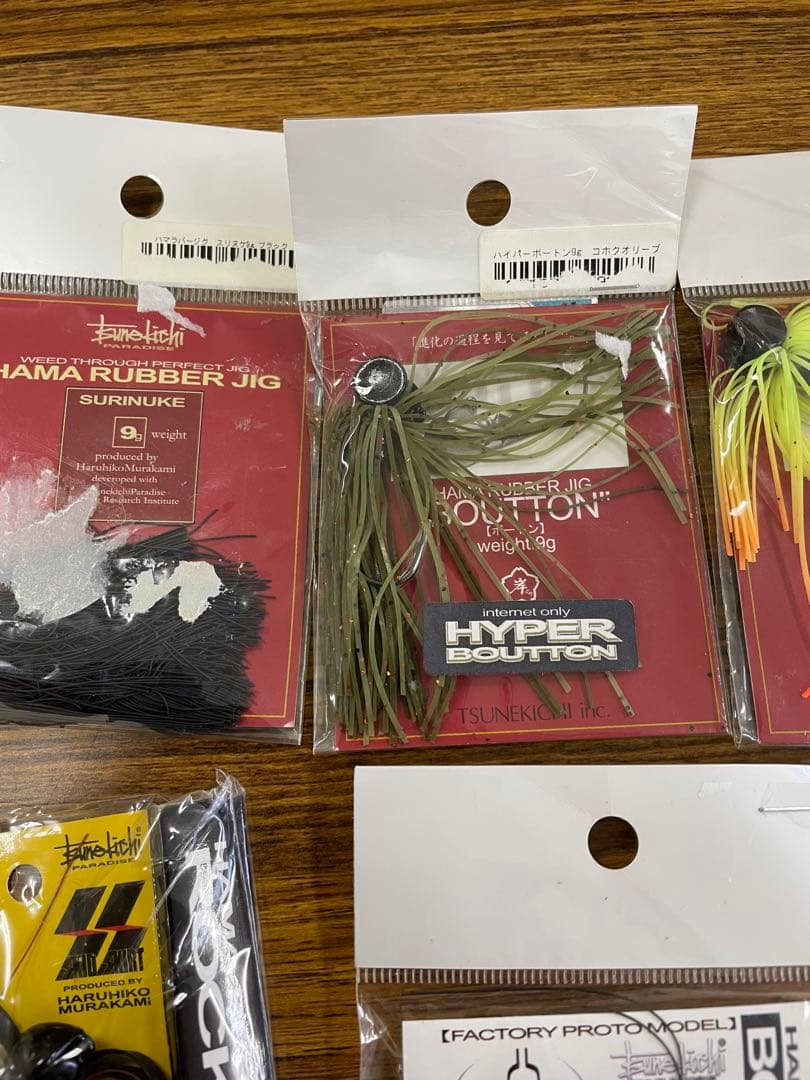 ハマラバージグ スリヌケ9g ブラック
Tsunekichi
PARADISE
WEED THROUGH PERFECT JIG
HAMA RUBBER JIG
SURINUKE
9g weight
produced by
HaruhikoMurakami
deveroped with
TsunekichiParadise
Research Institute
ハイパーボートン9g コホクオリーブ
「進化の過程を見て
HAMA RUBBER JIG
BOUTTON"
【ボートン】
weight.9g
internet only
HYPER
BOUTTON
TSUNEKICHI inc.
Tsunekichi
PARADISE
PRODUCED BY
HARUHIKO
MURAKAMI
【FACTORY PROTO MODEL】
Tsunekichi
HA
BO